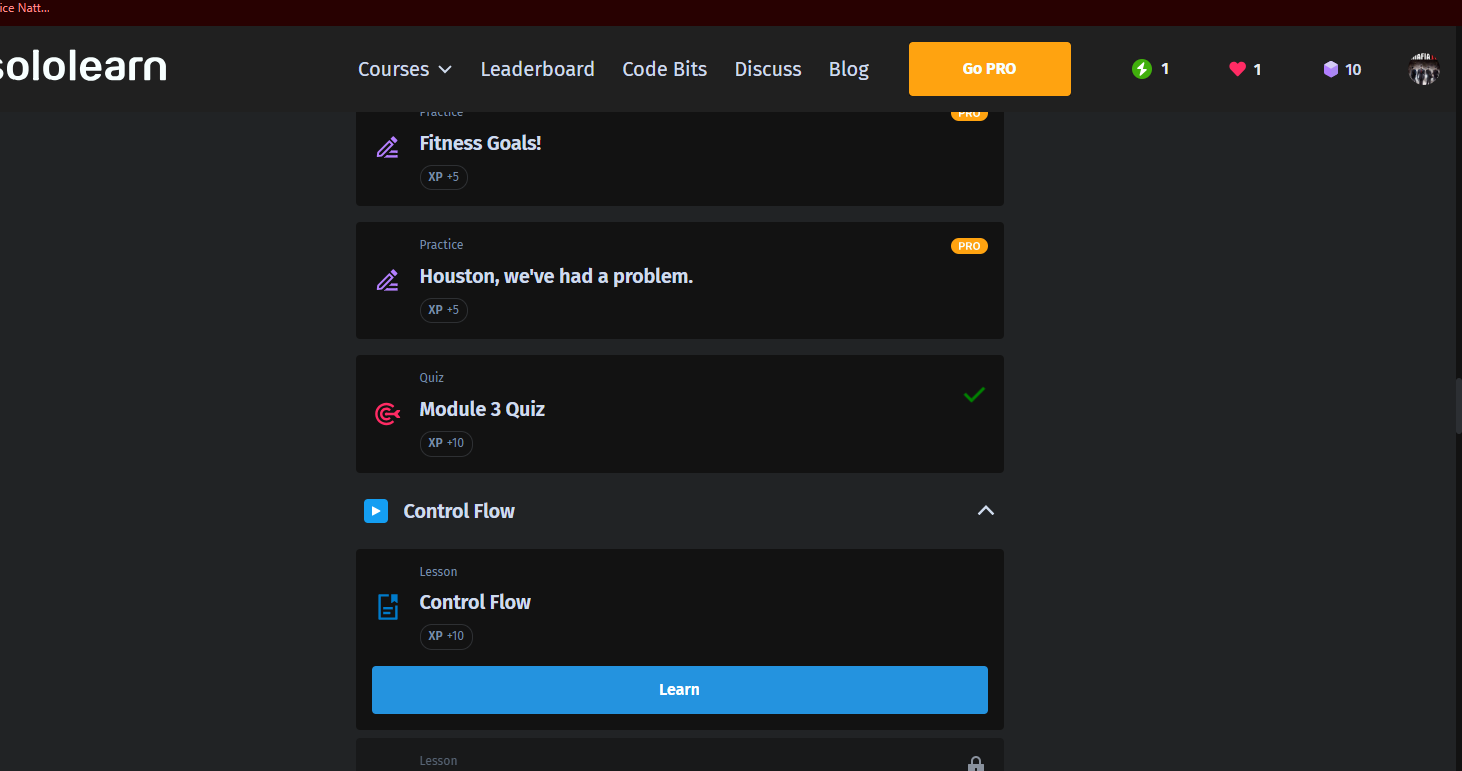 ice Natt...
sololearn
Courses Leaderboard Code Bits Discuss Blog Go PRO 1 1 10
Practice PRO
Fitness Goals!
XP +5
Practice PRO
Houston, we've had a problem.
XP +5
Quiz
Module 3 Quiz
XP +10
Control Flow
Lesson
Control Flow
XP +10
Learn
Lesson